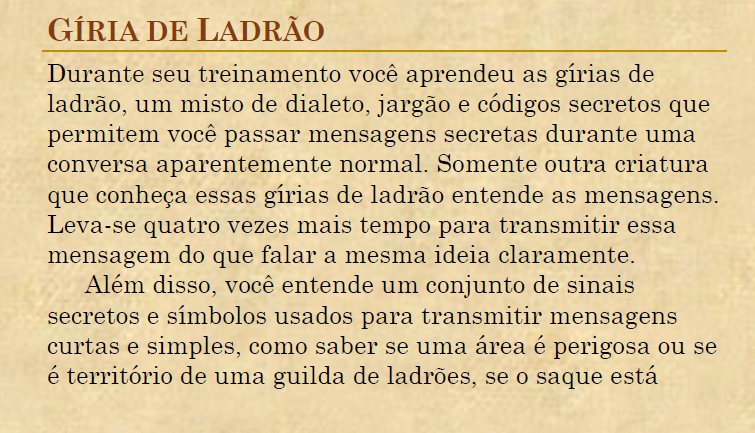 GÍRIA DE LADRÃO
Durante seu treinamento você aprendeu as gírias de
ladrão, um misto de dialeto, jargão e códigos secretos que
permitem você passar mensagens secretas durante uma
conversa aparentemente normal. Somente outra criatura
que conheça essas gírias de ladrão entende as mensagens.
Leva-se quatro vezes mais tempo para transmitir essa
mensagem do que falar a mesma ideia claramente.
Além disso, você entende um conjunto de sinais
secretos e símbolos usados para transmitir mensagens
curtas e simples, como saber se uma área é perigosa ou se
é território de uma guilda de ladrões, se o saque está